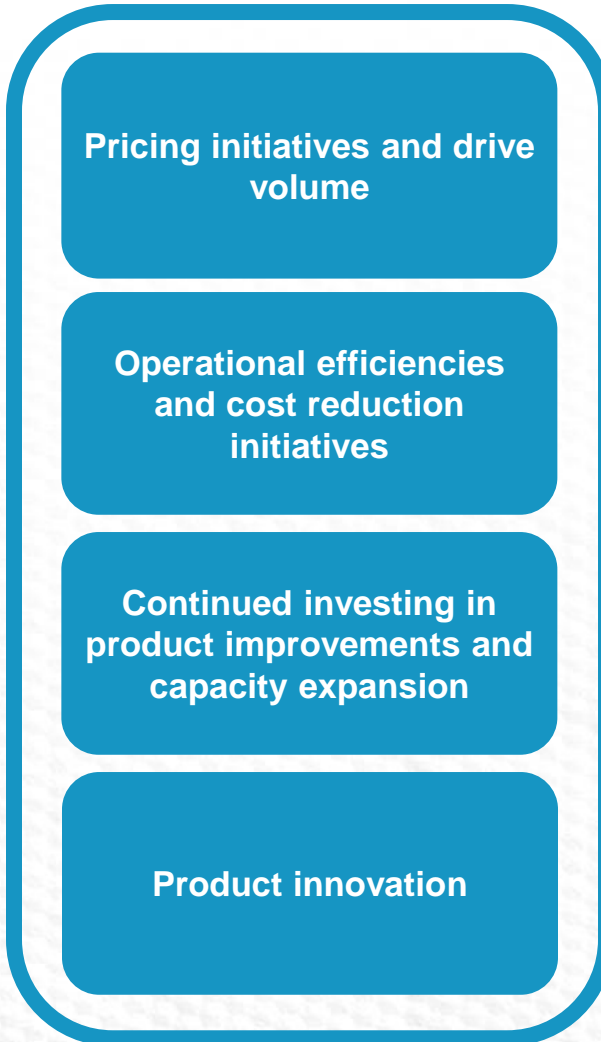 Pricing initiatives and drive
volume
Operational efficiencies
and cost reduction
initiatives
Continued investing in
product improvements and
capacity expansion
Product innovation